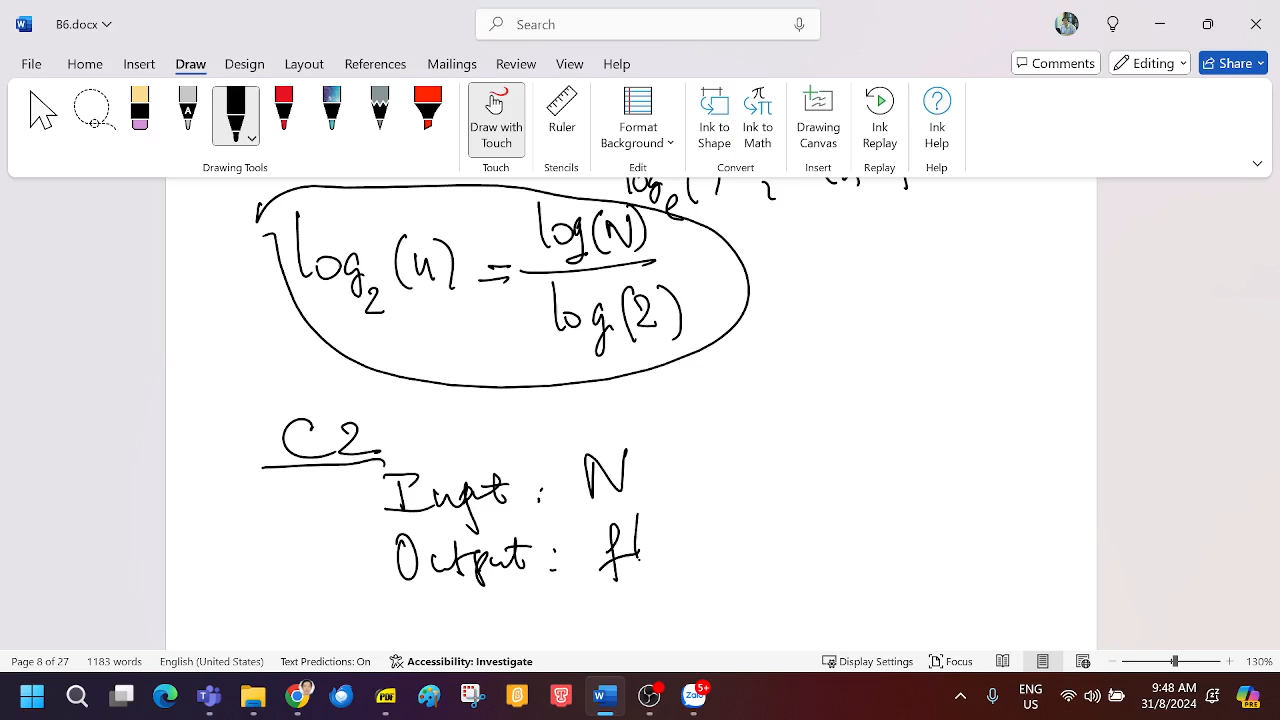 B6.docx
Search
File Home Insert Draw Design Layout References Mailings Review View Help
Comments Editing Share
A
Draw with Touch
Ruler
Format Background
Ink to Shape
Ink to Math
Drawing Canvas
Ink Replay
Ink Help
Drawing Tools Touch Stencils Edit Convert Insert Replay Help
log₂(n) = log(N) / log(2)
C2
Input : N
Output : fl
Page 8 of 27 1183 words English (United States) Text Predictions: On Accessibility: Investigate Display Settings Focus 130%
PDF
5+
ENG
US
9:48 AM
31/8/2024
PRE